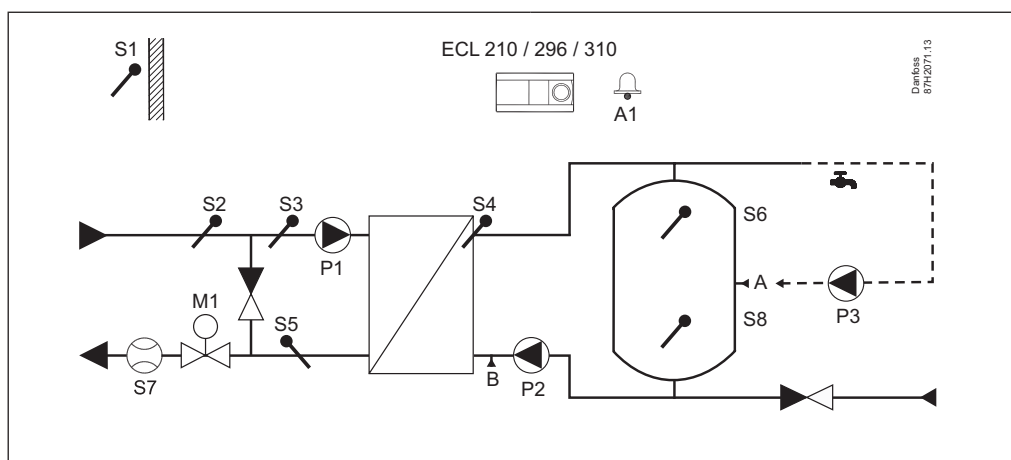 S1
ECL 210 / 296 / 310
A1
Danfoss
87H2071.13
S2
S3
P1
S4
S6
A
P3
M1
S5
S8
S7
B
P2